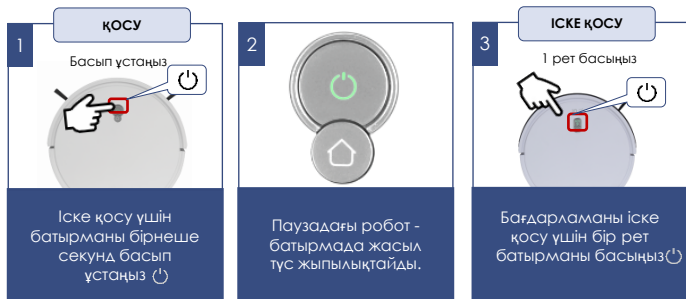 ҚОСУ
1
Басып ұстаңыз
Іске қосу үшін
батырманы бірнеше
секунд басып
ұстаңыз
2
Паузадағы робот -
батырмада жасыл
түс жыпылықтайды.
ІСКЕ ҚОСУ
3
1 рет басыңыз
Бағдарламаны іске
қосу үшін бір рет
батырманы басыңыз